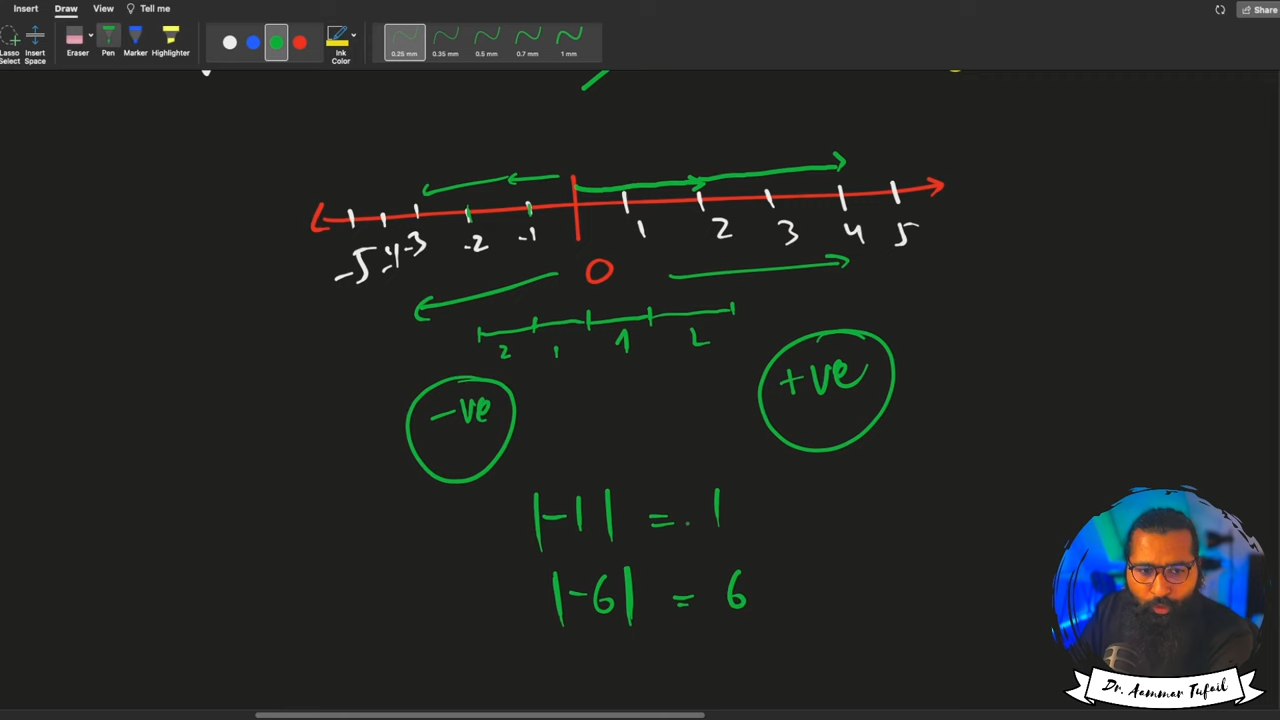 Insert Draw View Tell me Share
Lasso Select Insert Space Eraser Pen Marker Highlighter Ink Color 0.25 mm 0.35 mm 0.5 mm 0.7 mm 1 mm
-5 -4 -3 -2 -1 1 2 3 4 5
0
2 1 1 2
-ve +ve
|-1| = 1
|-6| = 6
Dr. Aammar Tufail